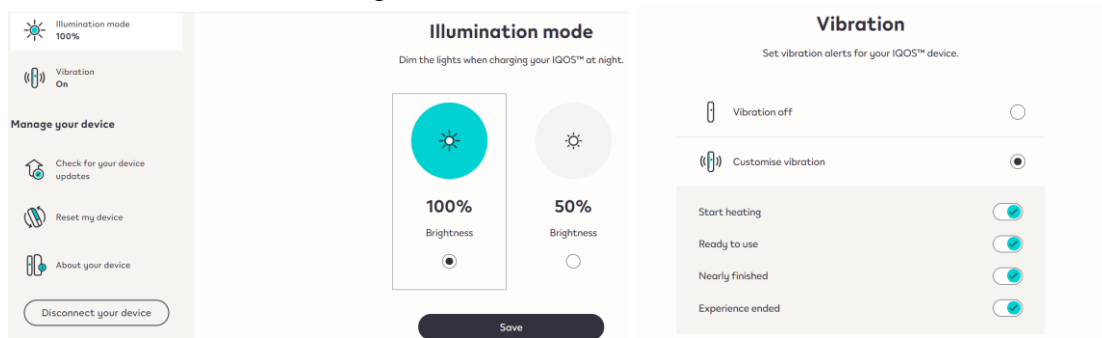 Illumination mode
100%
Vibration
On
Manage your device
Check for your device
updates
Reset my device
About your device
Disconnect your device
Illumination mode
Dim the lights when charging your IQOS™ at night.
100%
Brightness
50%
Brightness
Save
Vibration
Set vibration alerts for your IQOS™ device.
Vibration off
Customise vibration
Start heating
Ready to use
Nearly finished
Experience ended